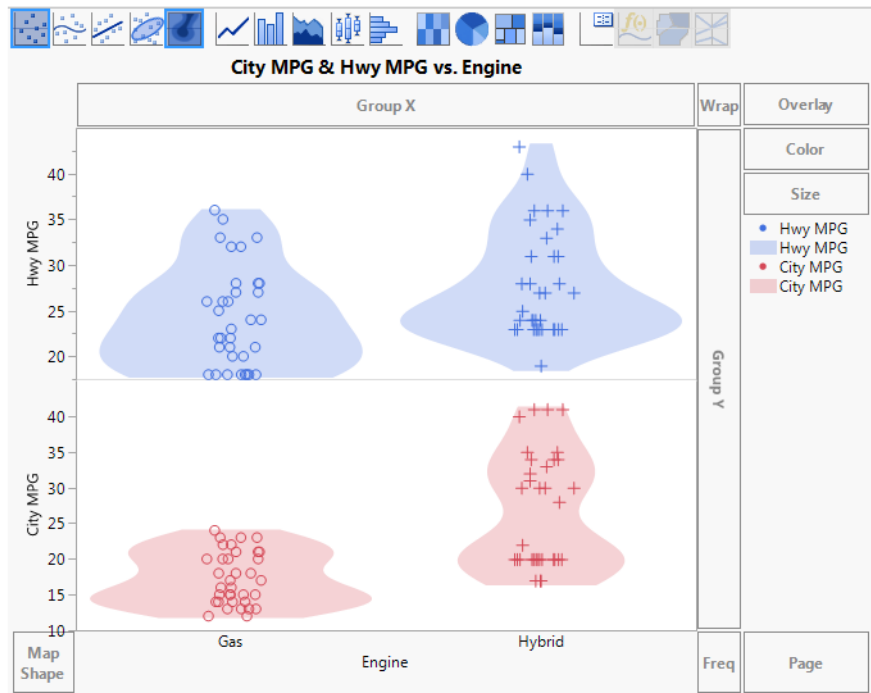 f(x)
City MPG & Hwy MPG vs. Engine
Group X
Wrap
Overlay
Color
Size
Hwy MPG
Hwy MPG
City MPG
City MPG
Hwy MPG
40
35
30
25
20
City MPG
40
35
30
25
20
15
10
Group Y
Gas
Hybrid
Engine
Map
Shape
Freq
Page